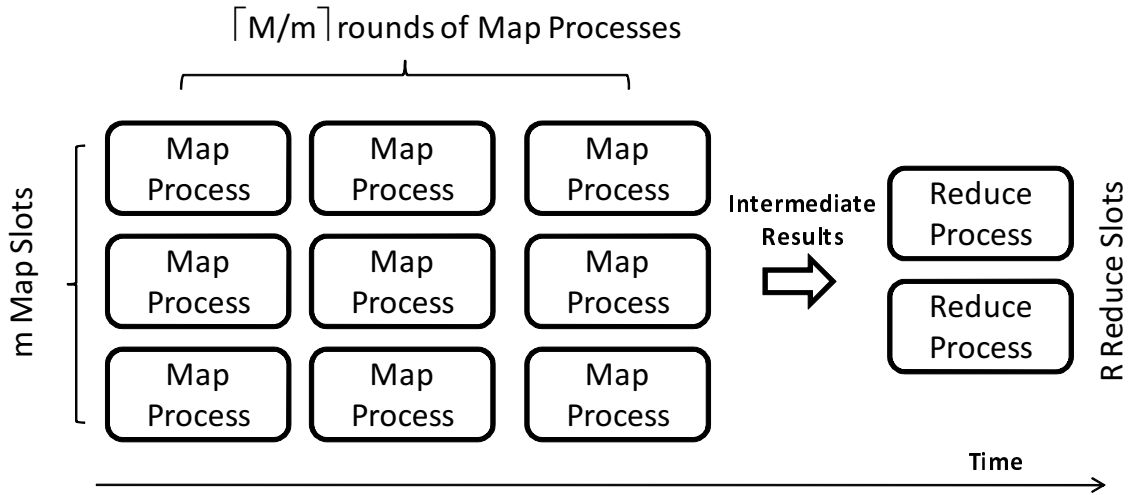 ⌈M/m⌉ rounds of Map Processes
m Map Slots
Map
Process
Map
Process
Map
Process
Map
Process
Map
Process
Map
Process
Map
Process
Map
Process
Map
Process
Intermediate
Results
Reduce
Process
Reduce
Process
R Reduce Slots
Time